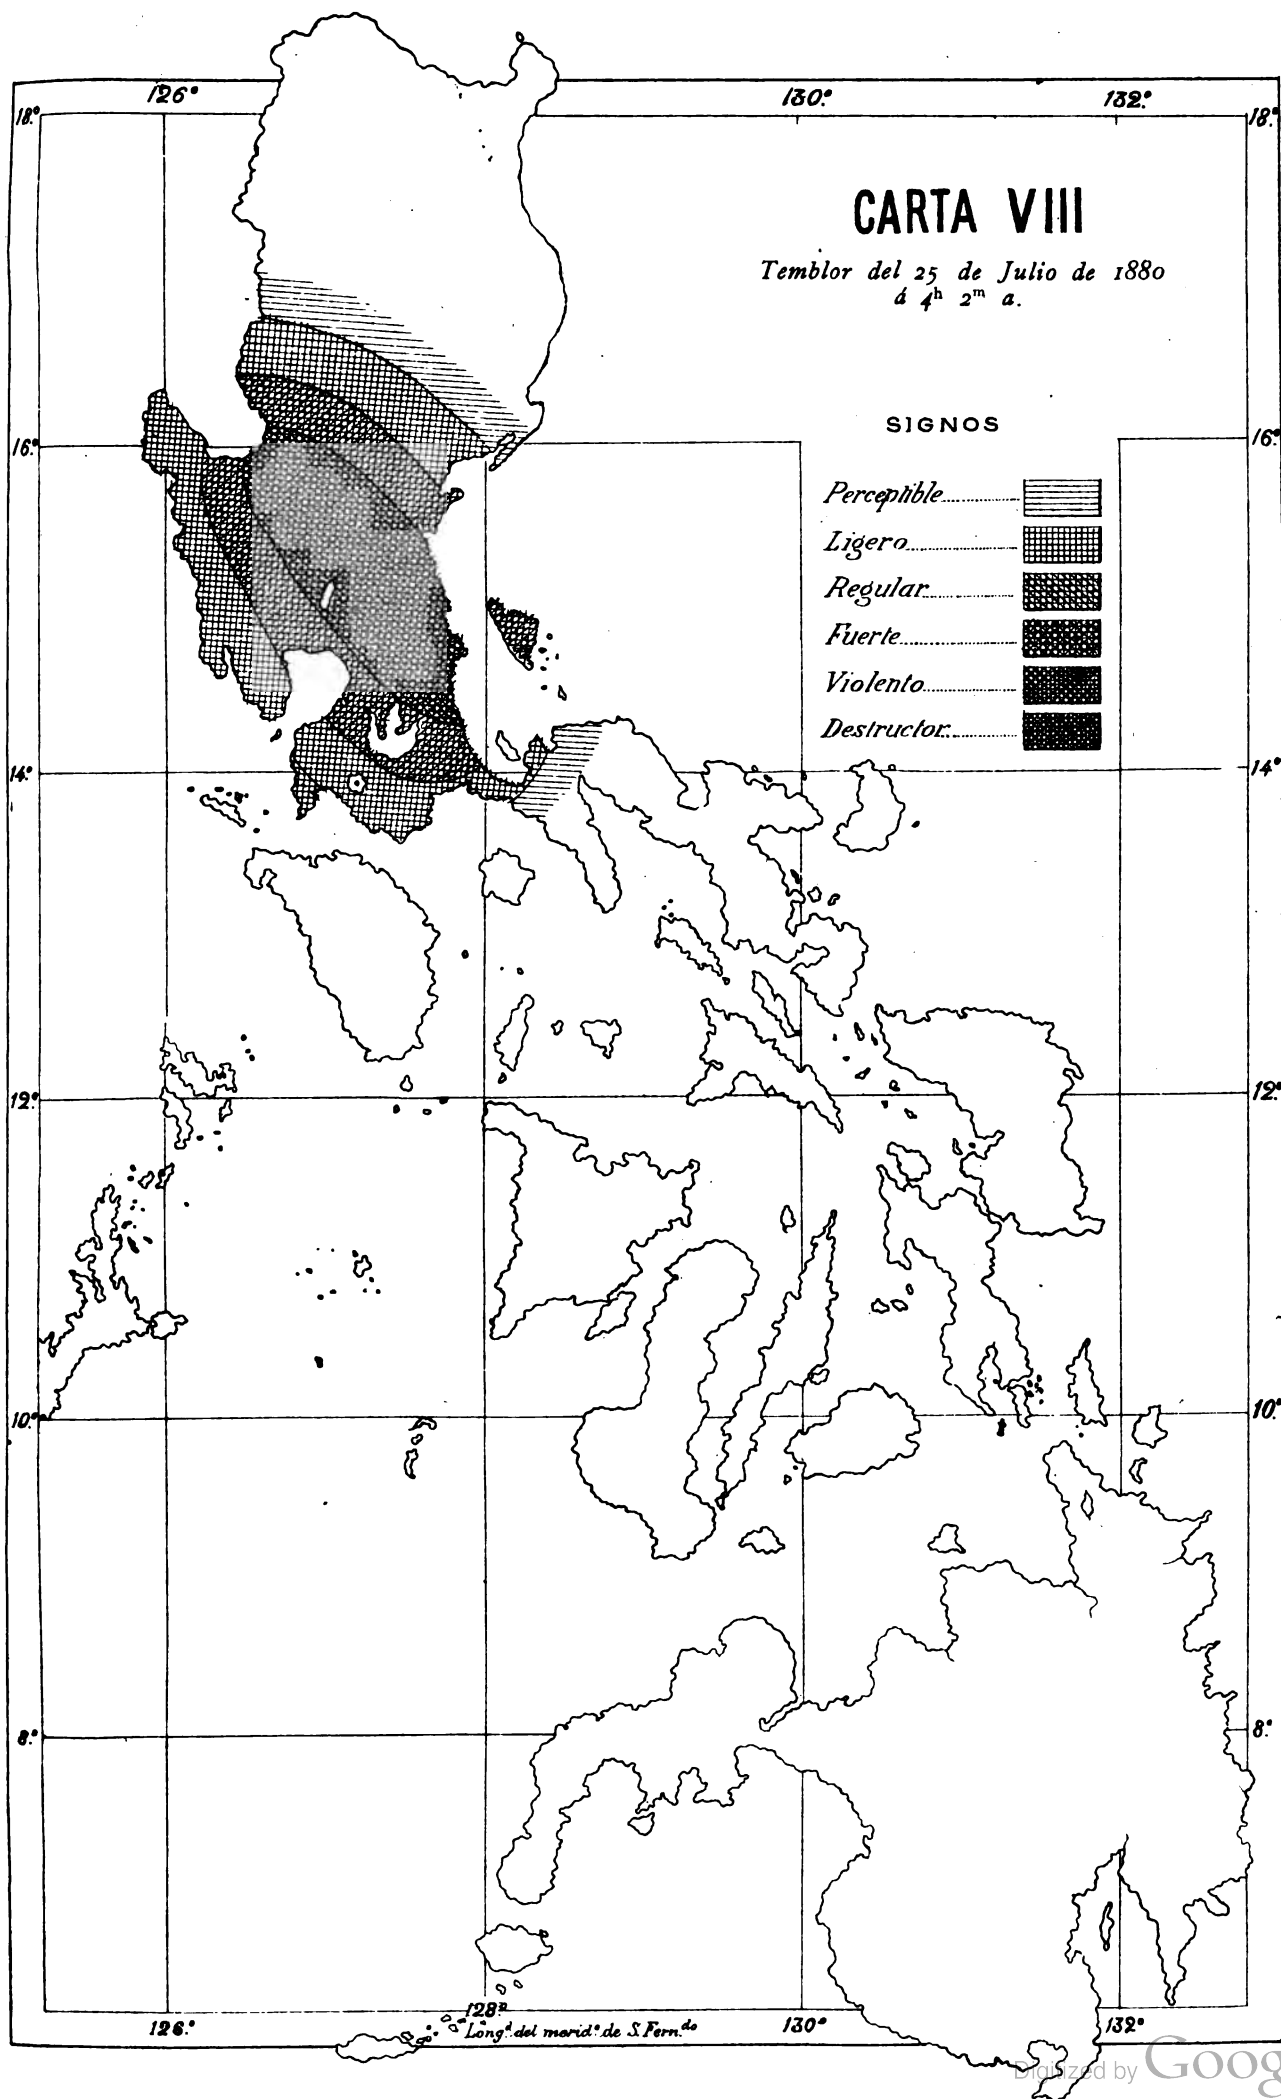 126°
130°
132°
18°
18°
CARTA VIII
Temblor del 25 de Julio de 1880
á 4h 2m a.
SIGNOS
16°
16°
Perceptible
Ligero
Regular
Fuerte
Violento
Destructor
14°
14°
12°
12°
10°
10°
8°
8°
128°
126°
Longd. del merido. de S. Fern.do
130°
132°
Digitized by Goog